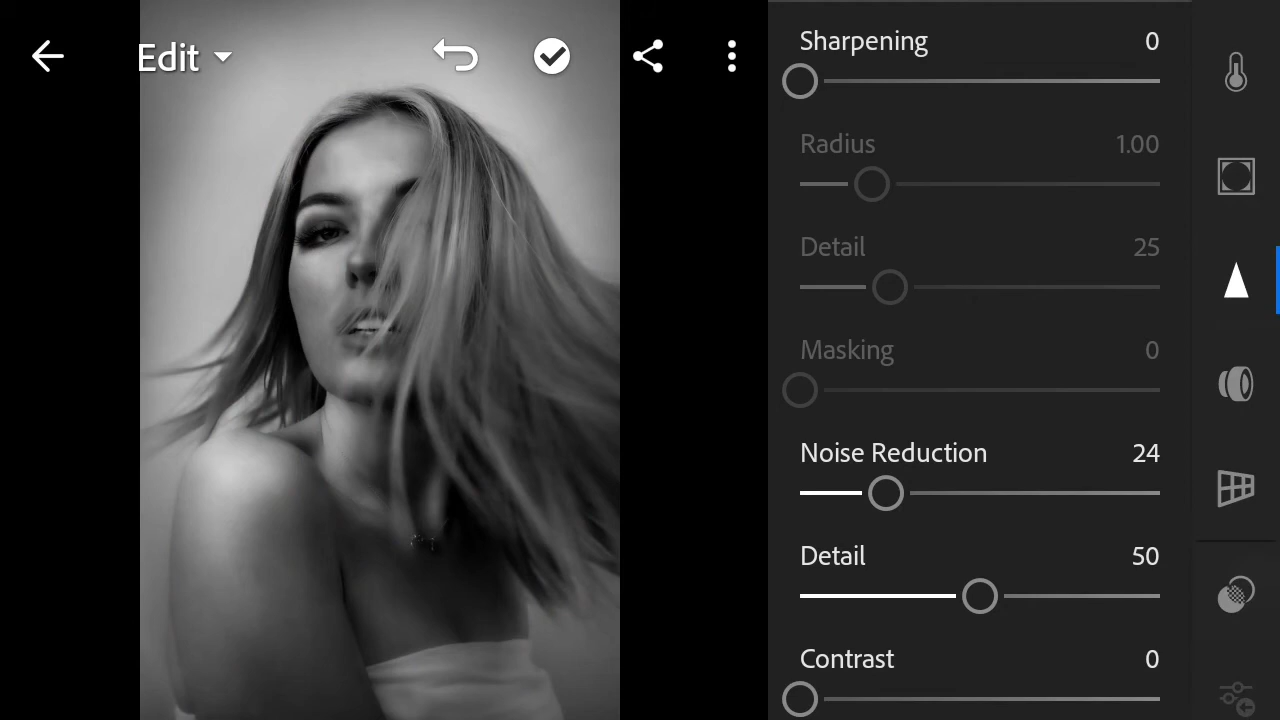 Edit
Sharpening 0
Radius 1.00
Detail 25
Masking 0
Noise Reduction 24
Detail 50
Contrast 0